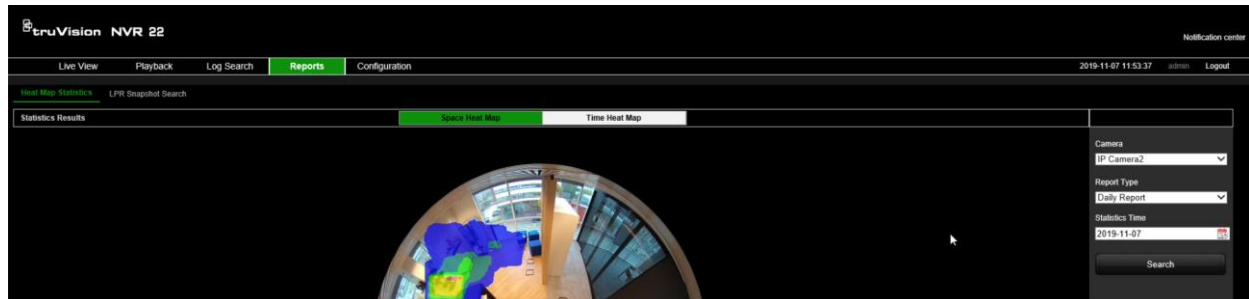 truVision NVR 22
Notification center
Live View Playback Log Search Reports Configuration 2019-11-07 11:53:37 admin Logout
Heat Map Statistics LPR Snapshot Search
Statistics Results Space Heat Map Time Heat Map
Camera
IP Camera2
Report Type
Daily Report
Statistics Time
2019-11-07
Search